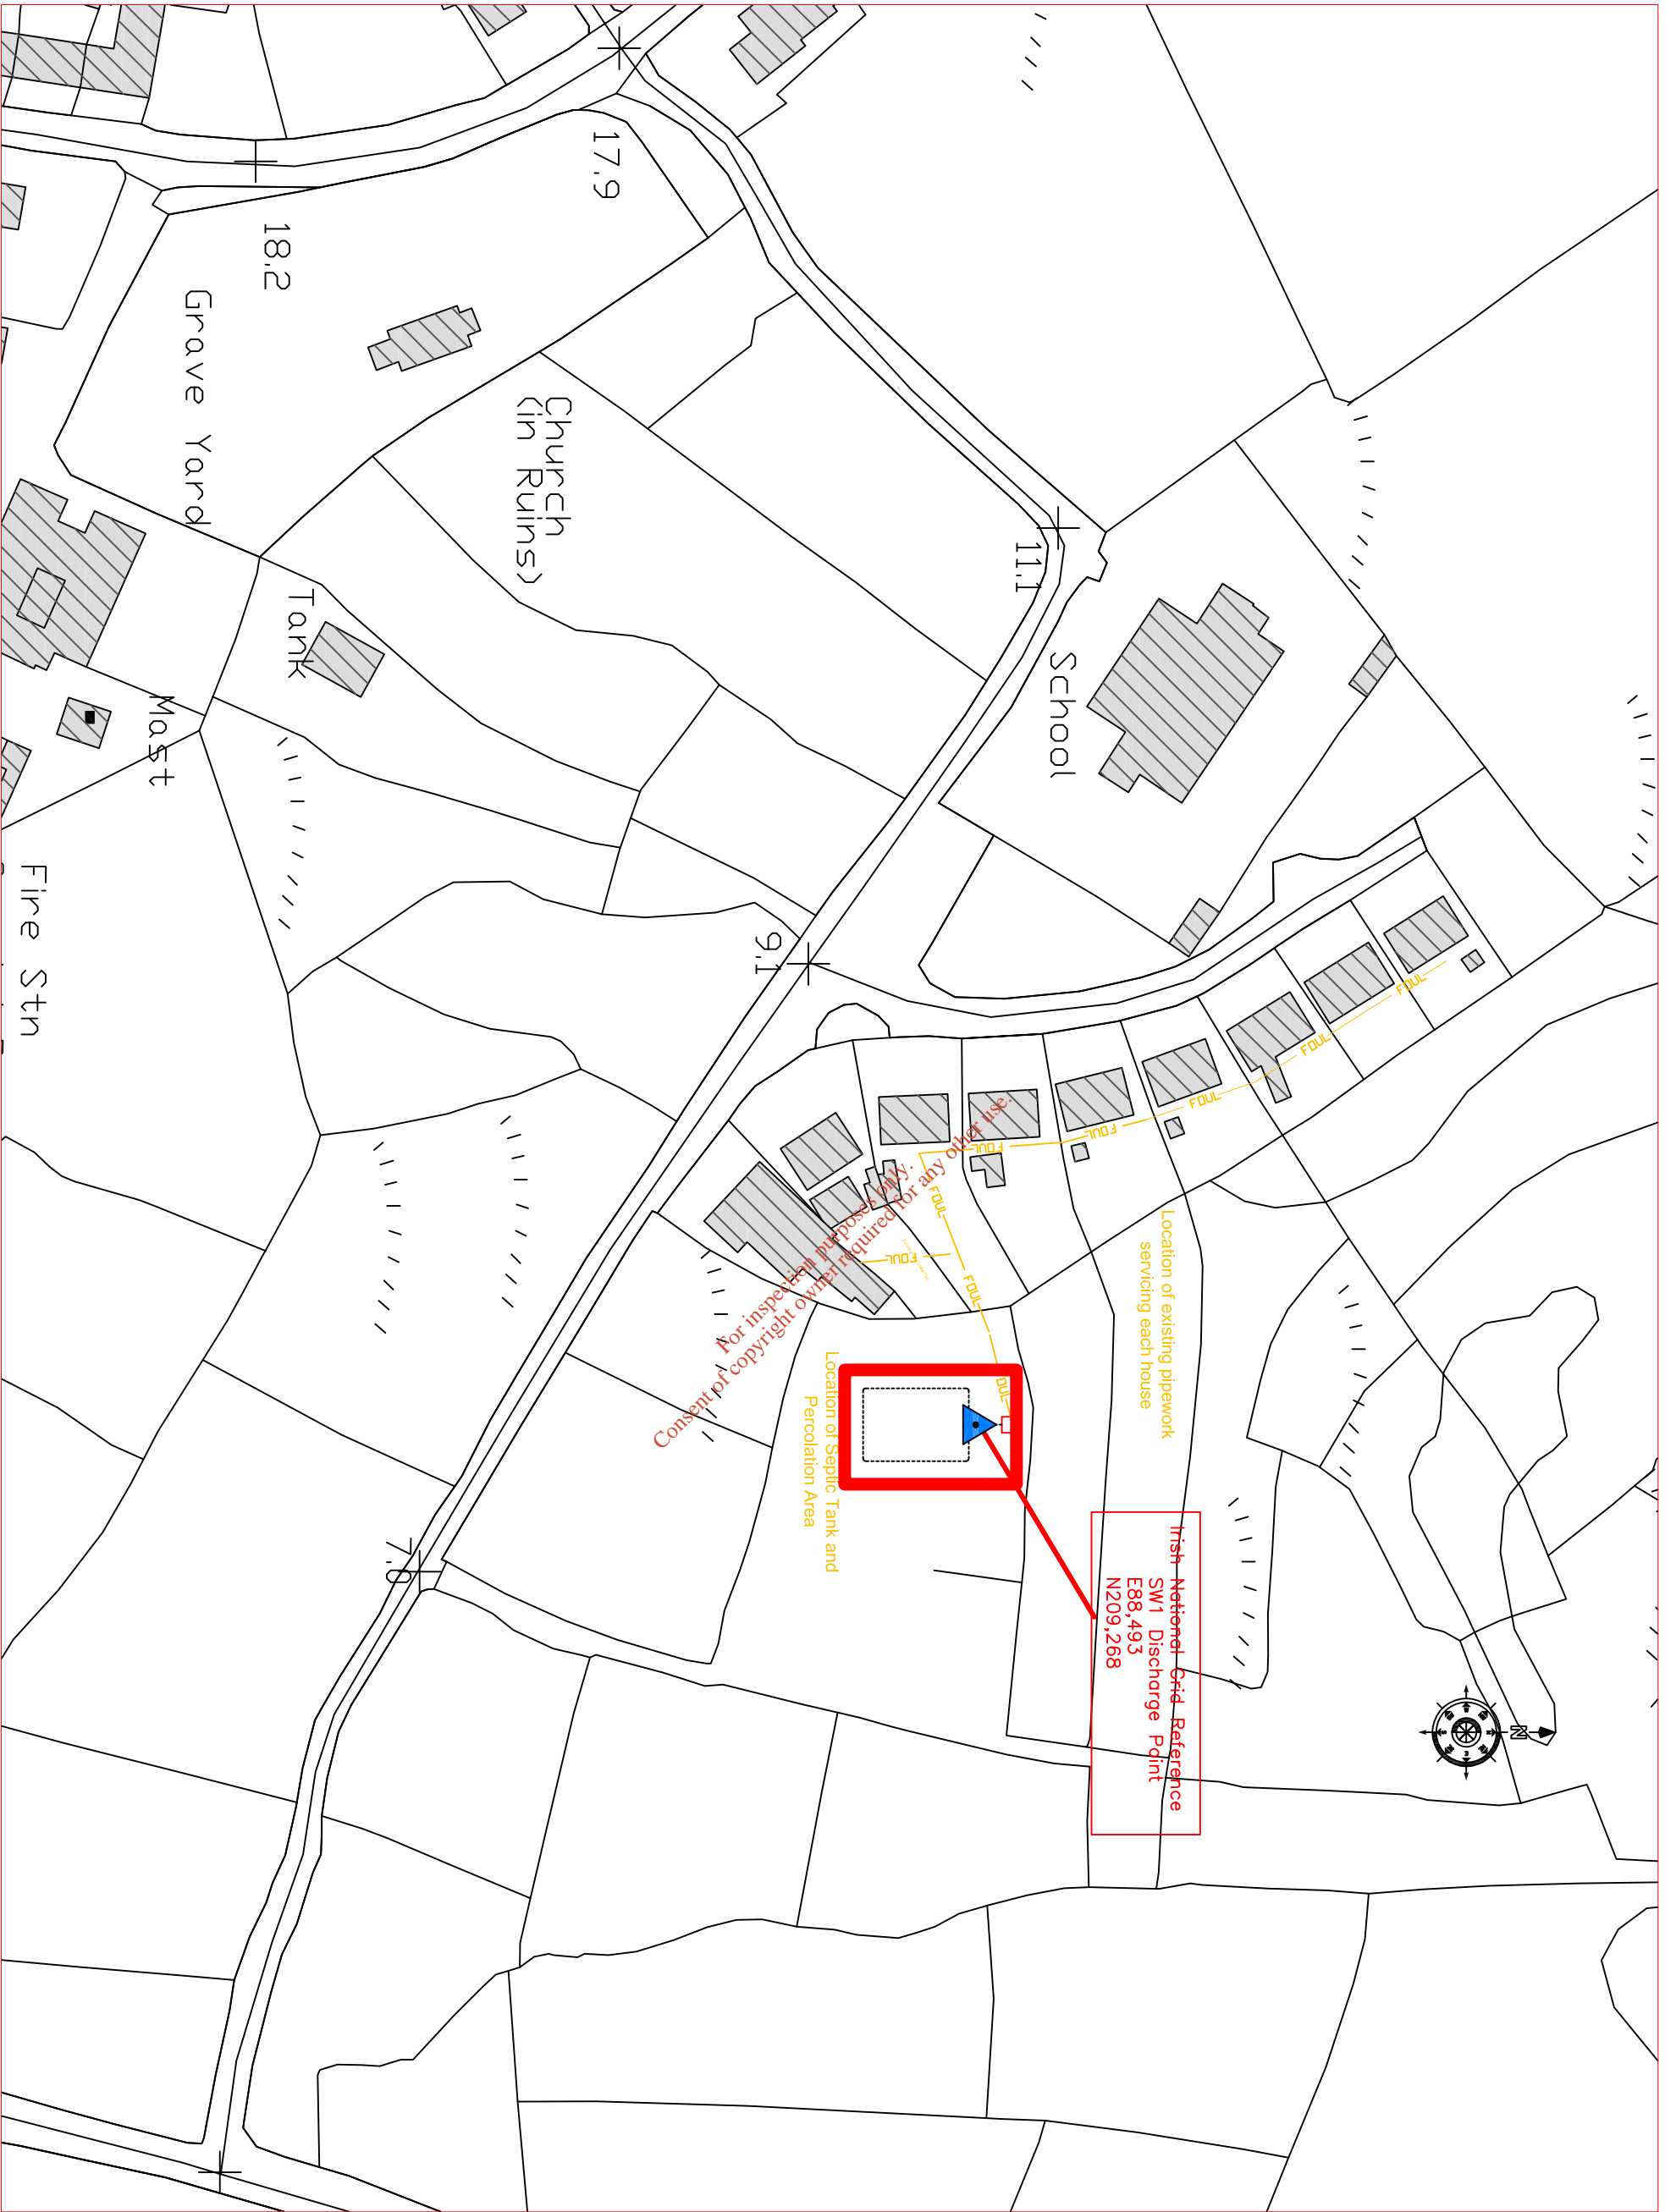 17.9
18.2
Grave Yard
Church
(in Ruins)
11.1
School
Tank
Mast
Fire Stn
9.1
FOUL
FOUL
FOUL
FOUL
FOUL
FOUL
FOUL
FOUL
OUL
For inspection purposes only.
Consent of copyright owner required for any other use.
Location of existing pipework
servicing each house
Location of Septic Tank and
Percolation Area
Irish National Grid Reference
SW1 Discharge Point
E88,493
N209,268
N